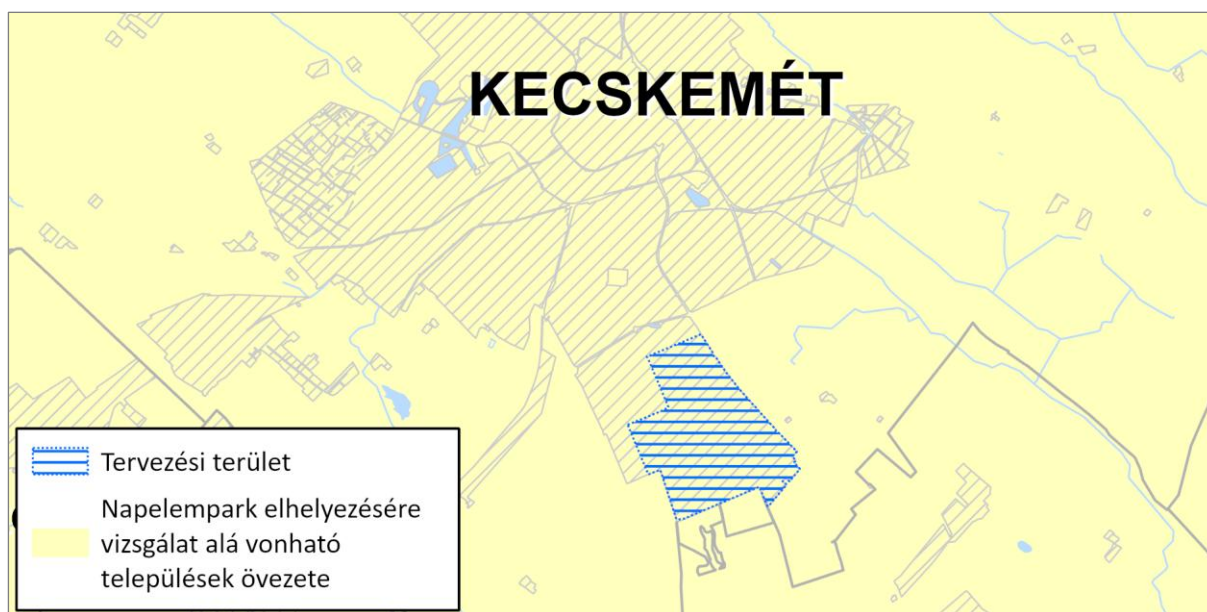 KECSKEMÉT
Tervezési terület
Napelempark elhelyezésére
vizsgálat alá vonható
települések övezete